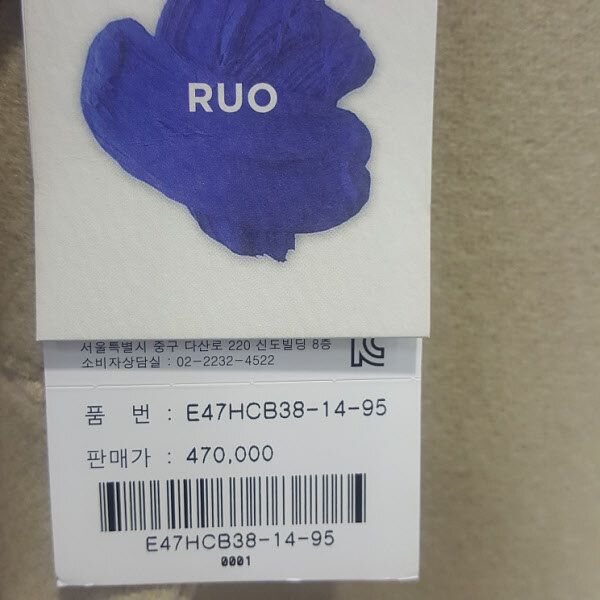 RUO
서울특별시 중구 다산로 220 신도빌딩 8층
소비자상담실 : 02-2232-4522
품 번 : E47HCB38-14-95
판매가 : 470,000
E47HCB38-14-95
0001